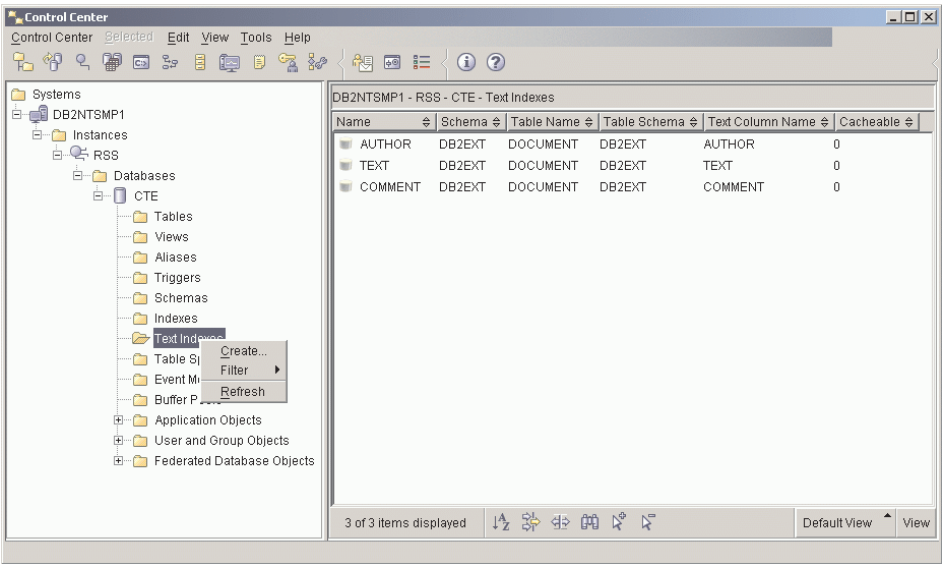 Control Center
Control Center Selected Edit View Tools Help
Systems
DB2NTSMP1
Instances
RSS
Databases
CTE
Tables
Views
Aliases
Triggers
Schemas
Indexes
Text Indexes
Table Sp
Event M
Buffer P
Application Objects
User and Group Objects
Federated Database Objects
Create...
Filter
Refresh
DB2NTSMP1 - RSS - CTE - Text Indexes
Name Schema Table Name Table Schema Text Column Name Cacheable
AUTHOR DB2EXT DOCUMENT DB2EXT AUTHOR 0
TEXT DB2EXT DOCUMENT DB2EXT TEXT 0
COMMENT DB2EXT DOCUMENT DB2EXT COMMENT 0
3 of 3 items displayed Default View View